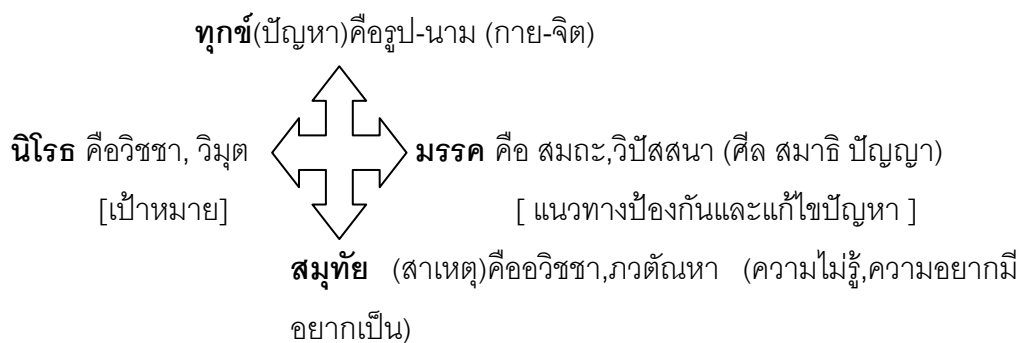 ทุกข์(ปัญหา)คือรูป-นาม (กาย-จิต)
นิโรธ คือวิชชา, วิมุต
มรรค คือ สมถะ,วิปัสสนา (ศีล สมาธิ ปัญญา)
[เป้าหมาย]
[ แนวทางป้องกันและแก้ไขปัญหา ]
สมุทัย (สาเหตุ)คืออวิชชา,ภวตัณหา (ความไม่รู้,ความอยากมี
อยากเป็น)